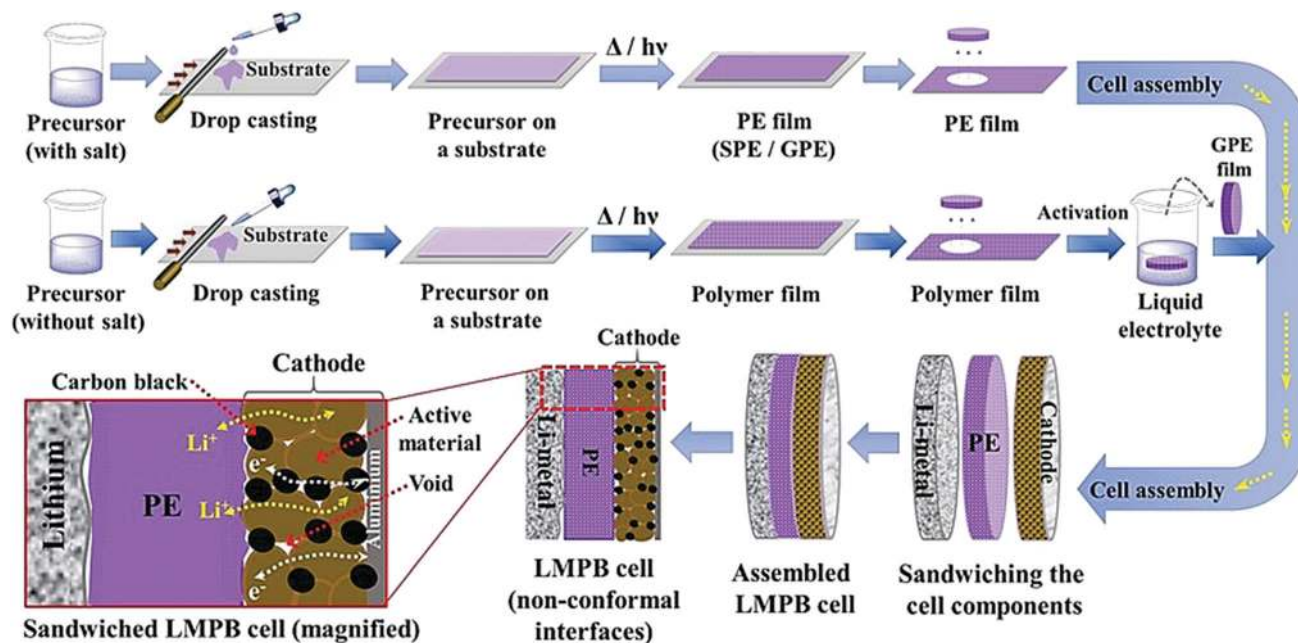 Precursor
(with salt)
Substrate
Drop casting
Precursor on
a substrate
Δ / hν
PE film
(SPE / GPE)
PE film
Cell assembly
Precursor
(without salt)
Substrate
Drop casting
Precursor on
a substrate
Δ / hν
Polymer film
Polymer film
Activation
GPE
film
Liquid
electrolyte
Carbon black
Cathode
Active
material
Void
Lithum
PE
Li⁺
e⁻
Li⁺
e⁻
Aluminum
Sandwiched LMPB cell (magnified)
Cathode
Li-metal
PE
LMPB cell
(non-conformal
interfaces)
Assembled
LMPB cell
Li-metal
PE
Cathode
Sandwiching the
cell components
Cell assembly